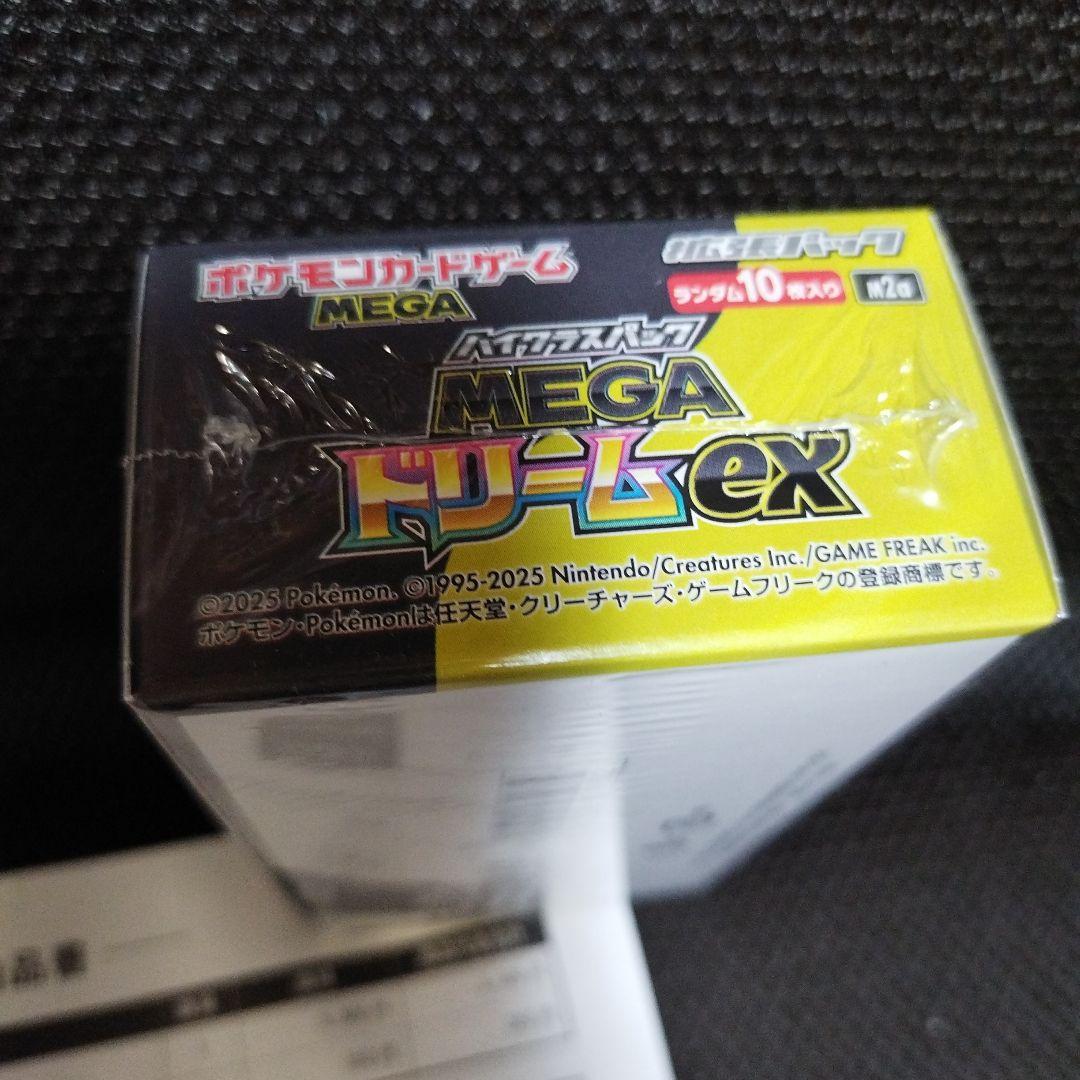 ポケモンカードゲーム
MEGA
拡張パック
ランダム10枚入り
M2a
ハイクラスパック
MEGA
ドリームex
©2025 Pokémon. ©1995-2025 Nintendo/Creatures Inc./GAME FREAK inc.
ポケモン・Pokémonは任天堂・クリーチャーズ・ゲームフリークの登録商標です。
品書